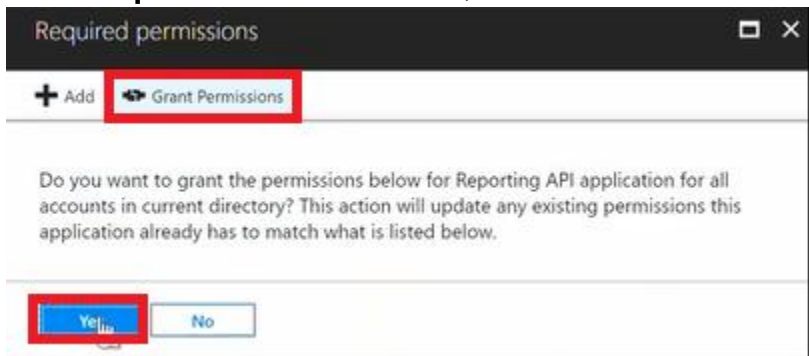 Required permissions
Add Grant Permissions
Do you want to grant the permissions below for Reporting API application for all
accounts in current directory? This action will update any existing permissions this
application already has to match what is listed below.
Yes No